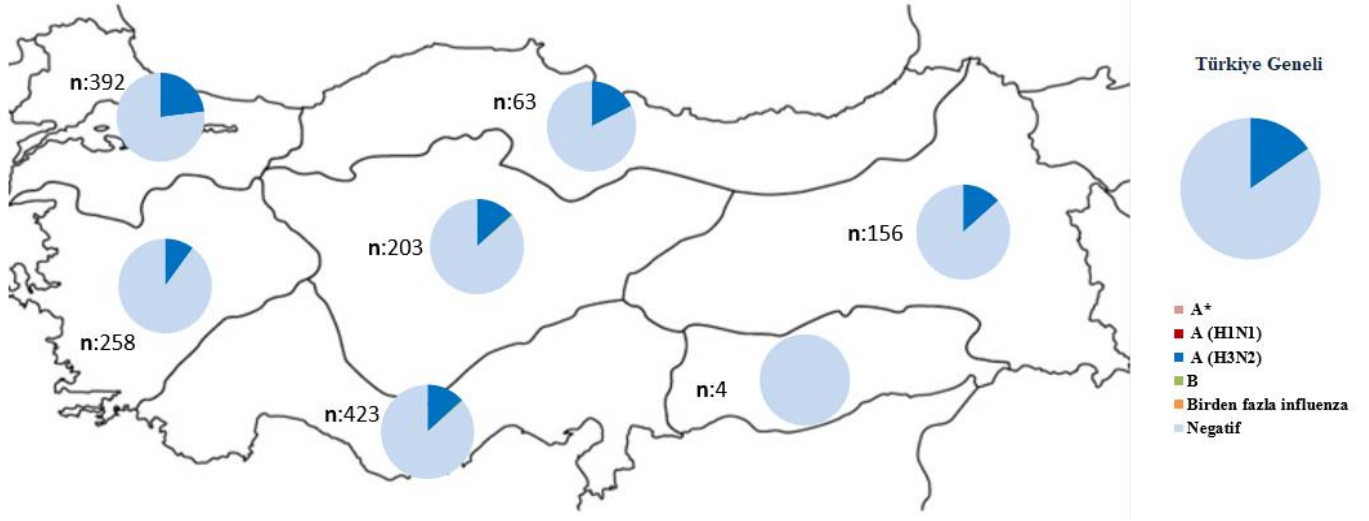 n:392
n:63
n:203
n:156
n:258
n:423
n:4
Türkiye Geneli
A*
A (H1N1)
A (H3N2)
B
Birden fazla influenza
Negatif